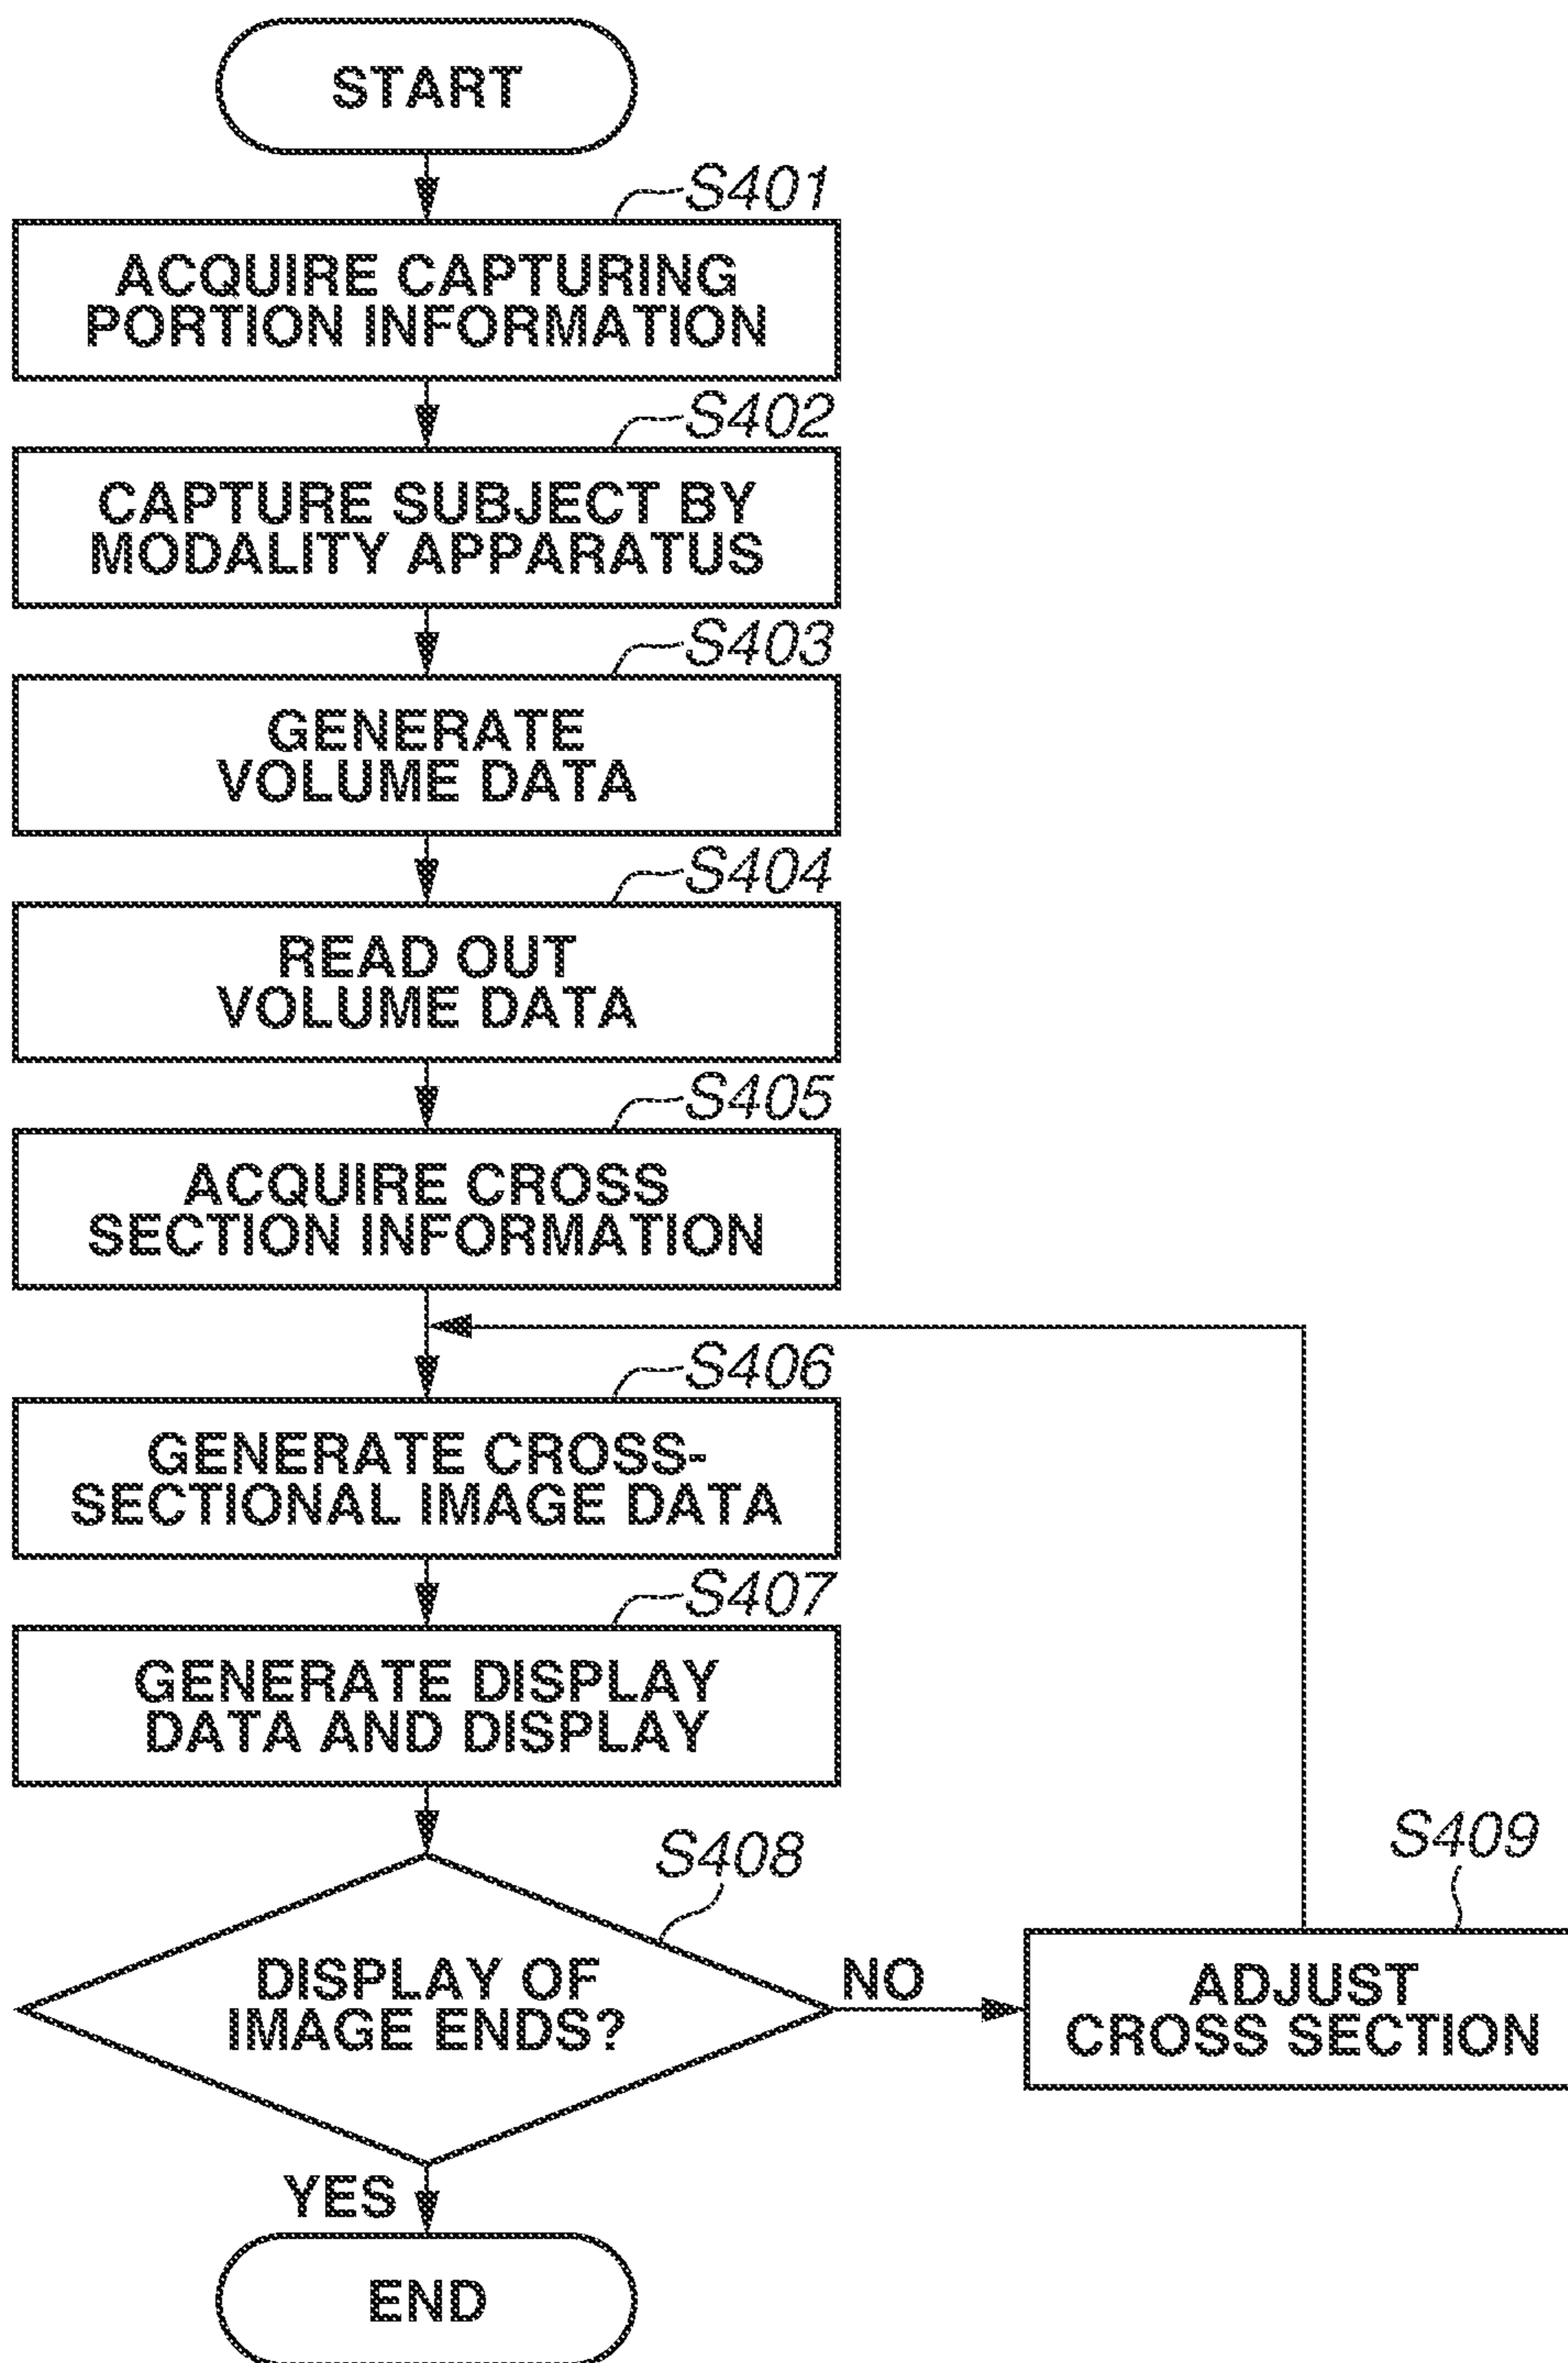 START
S401
ACQUIRE CAPTURING
PORTION INFORMATION
S402
CAPTURE SUBJECT BY
MODALITY APPARATUS
S403
GENERATE
VOLUME DATA
S404
READ OUT
VOLUME DATA
S405
ACQUIRE CROSS
SECTION INFORMATION
S406
GENERATE CROSS-
SECTIONAL IMAGE DATA
S407
GENERATE DISPLAY
DATA AND DISPLAY
S408
DISPLAY OF
IMAGE ENDS?
NO
S409
ADJUST
CROSS SECTION
YES
END